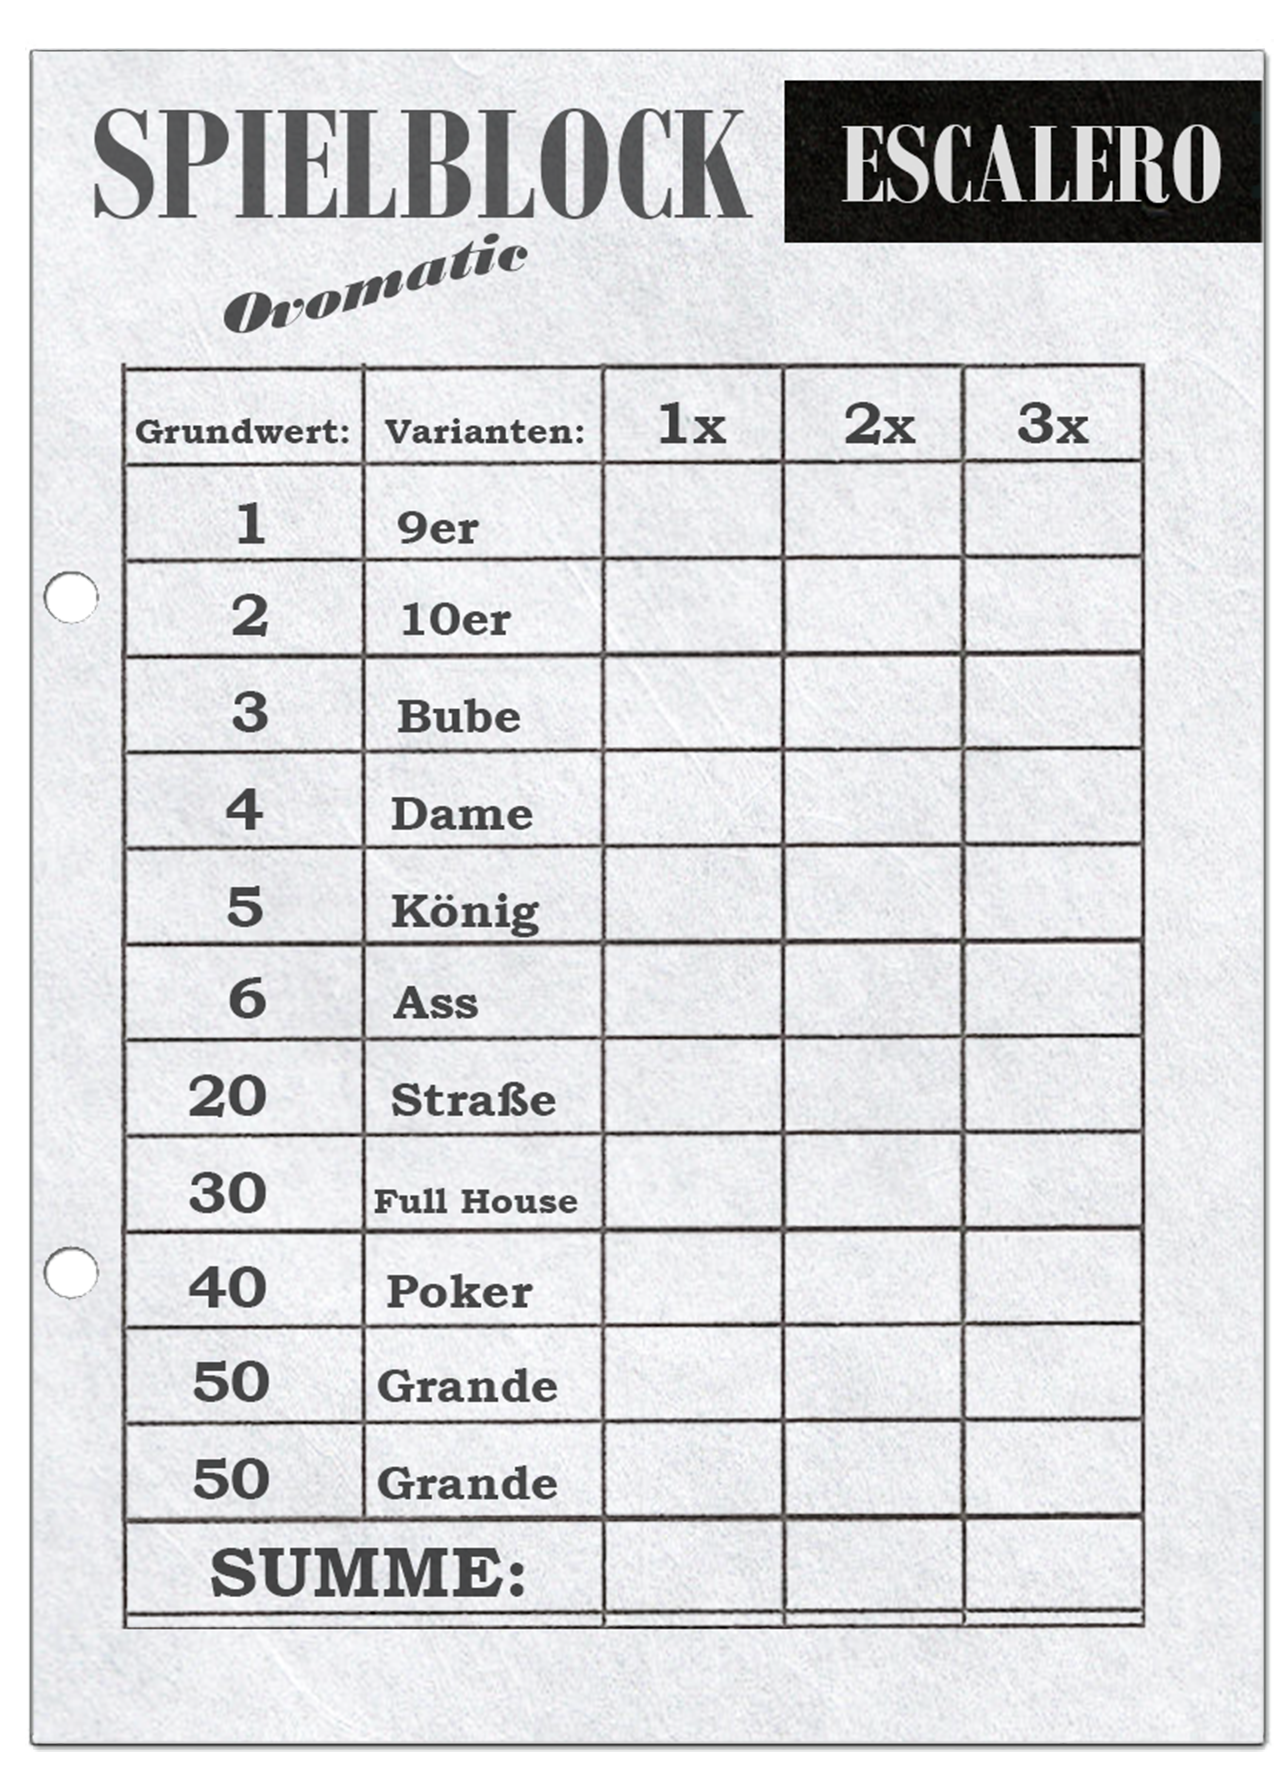 SPIELBLOCK ESCALERO
Ovomatic
Grundwert: Varianten: 1x 2x 3x
1 9er
2 10er
3 Bube
4 Dame
5 König
6 Ass
20 Straße
30 Full House
40 Poker
50 Grande
50 Grande
SUMME: